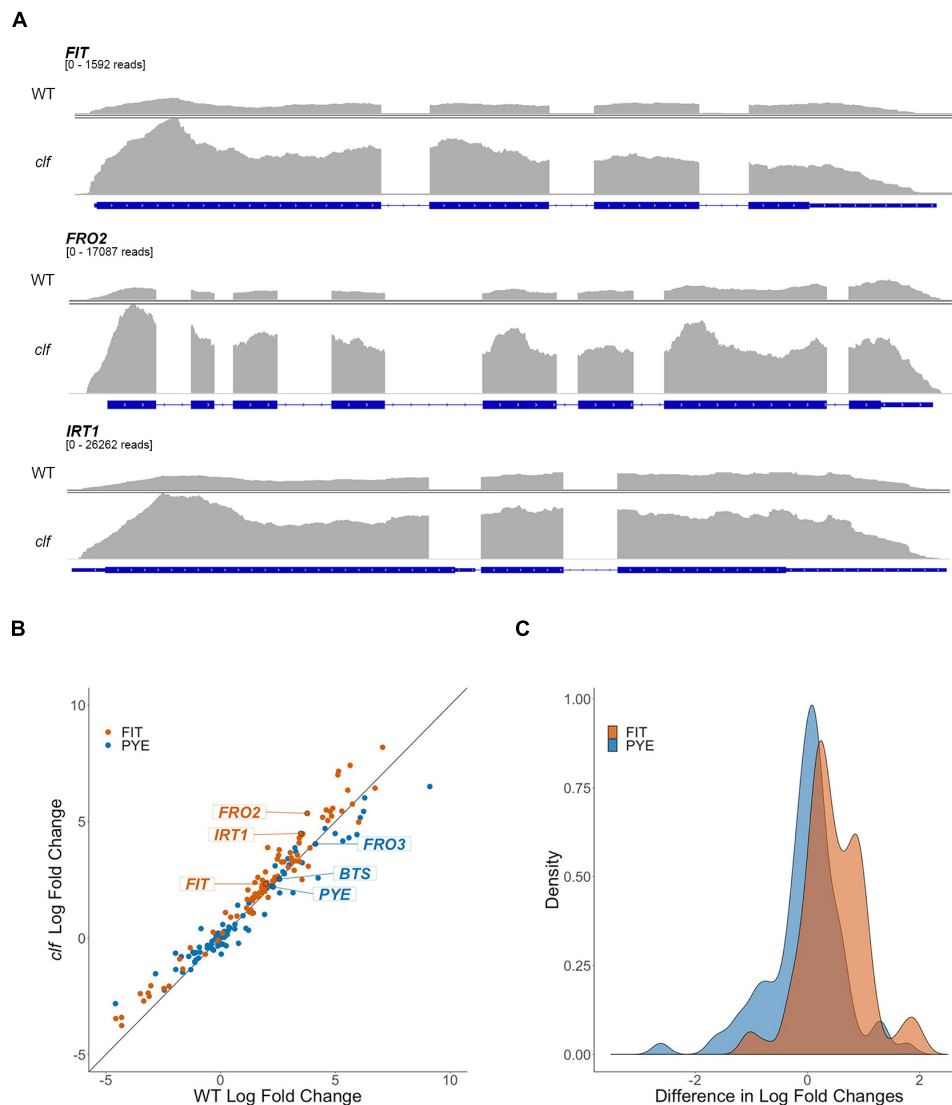 A
FIT
[0 - 1592 reads]
WT
clf
FRO2
[0 - 17087 reads]
WT
clf
IRT1
[0 - 26262 reads]
WT
clf
B
10
5
0
-5
clf Log Fold Change
FIT
PYE
FRO2
IRT1
FIT
FRO3
BTS
PYE
-5 0 5 10
WT Log Fold Change
C
1.00
0.75
0.50
0.25
0.00
Density
FIT
PYE
-2 0 2
Difference in Log Fold Changes